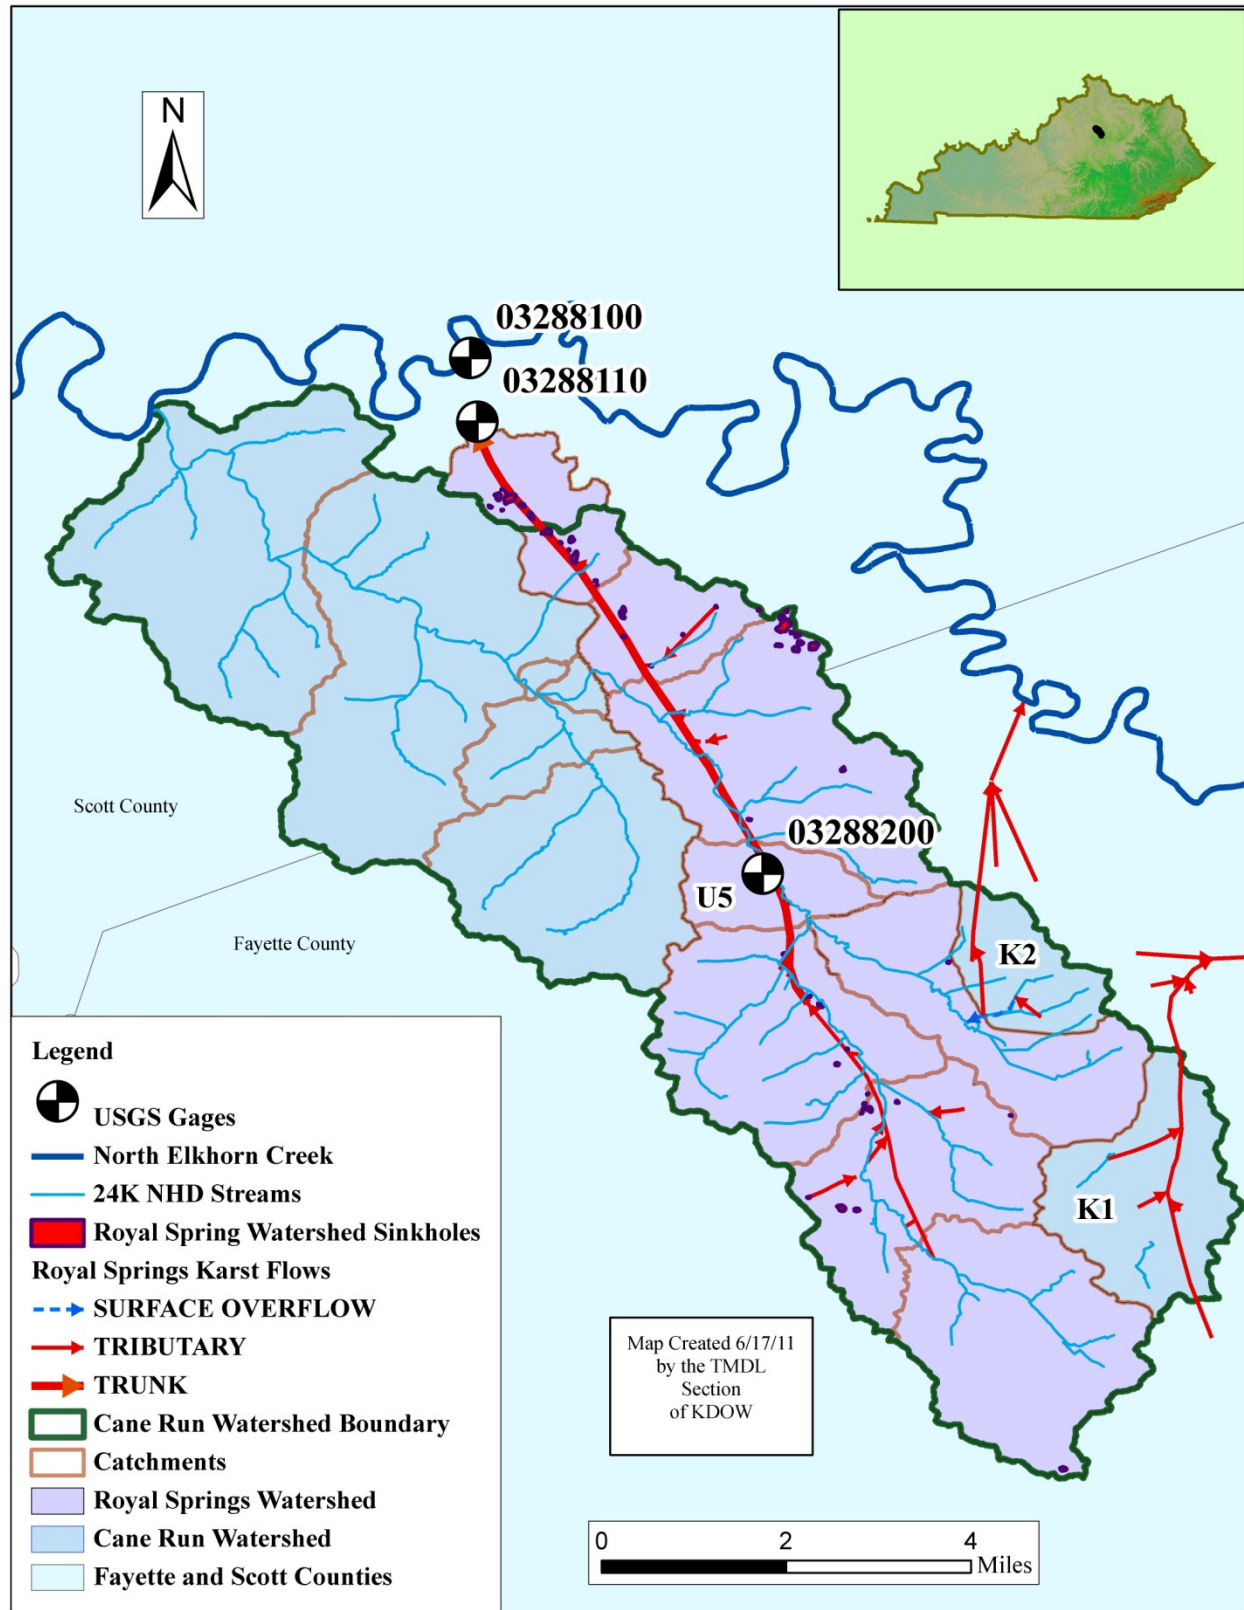 N
03288100
03288110
03288200
U5
K2
K1
Scott County
Fayette County
Legend
USGS Gages
North Elkhorn Creek
24K NHD Streams
Royal Spring Watershed Sinkholes
Royal Springs Karst Flows
SURFACE OVERFLOW
TRIBUTARY
TRUNK
Cane Run Watershed Boundary
Catchments
Royal Springs Watershed
Cane Run Watershed
Fayette and Scott Counties
Map Created 6/17/11
by the TMDL
Section
of KDOW
0 2 4
Miles